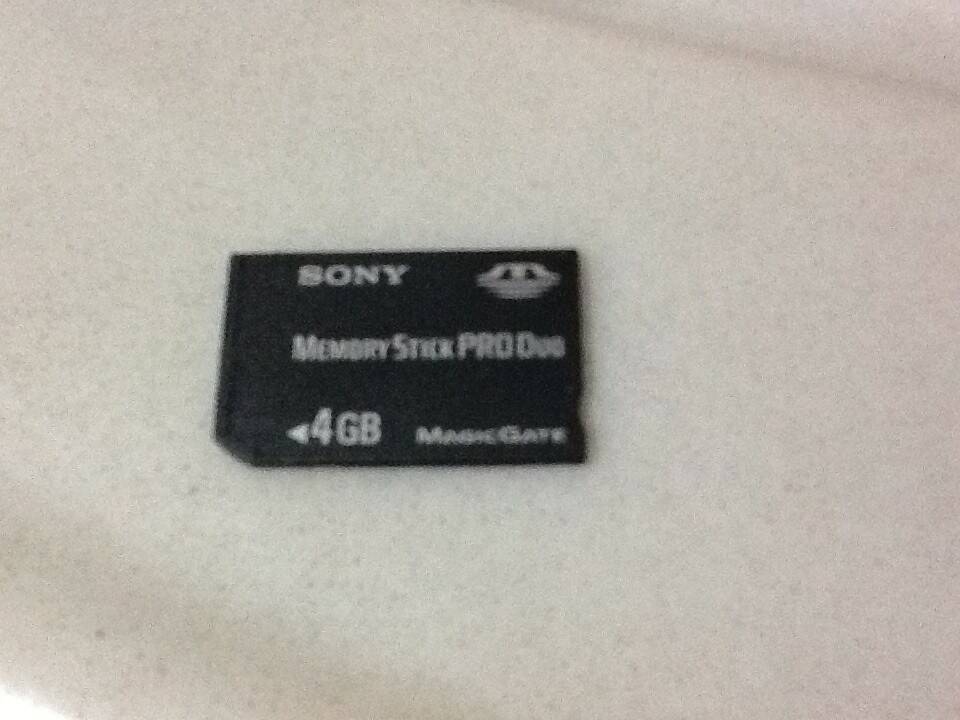 SONY
MEMORY STICK PRO DUO
◄4GB MAGICGATE